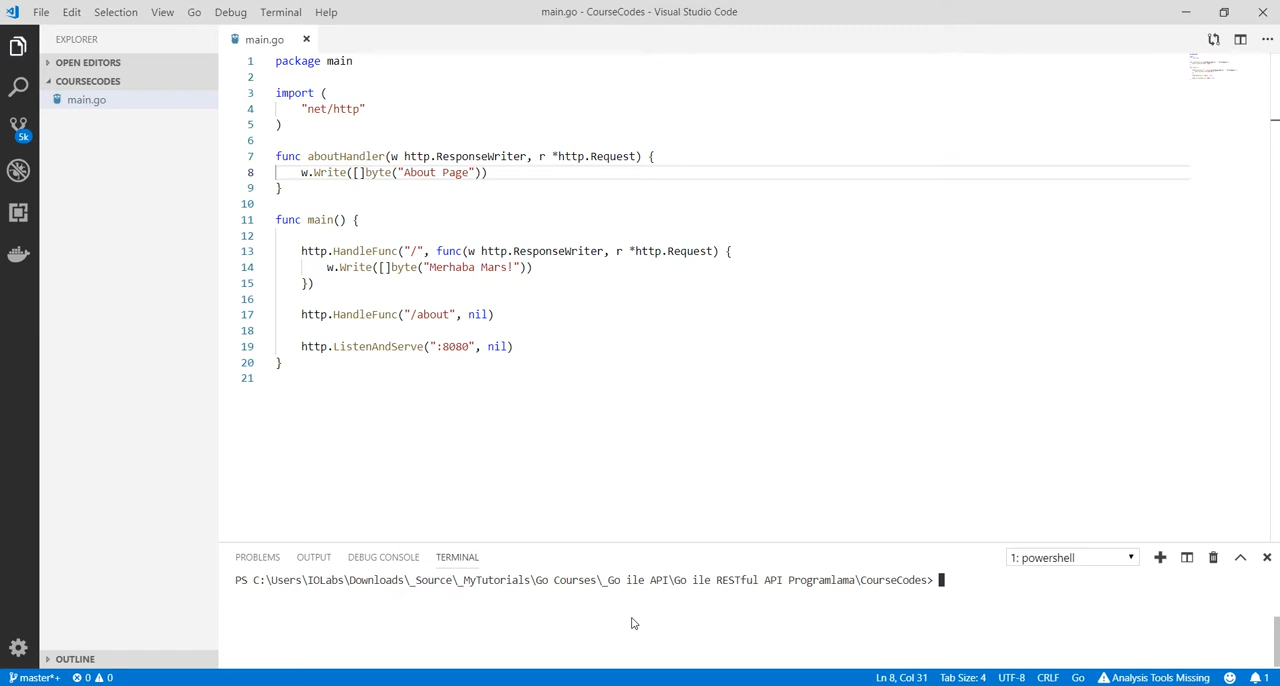 File Edit Selection View Go Debug Terminal Help
main.go - CourseCodes - Visual Studio Code
EXPLORER
OPEN EDITORS
COURSECODES
main.go
5k
OUTLINE
main.go
1 package main
2
3 import (
4 "net/http"
5 )
6
7 func aboutHandler(w http.ResponseWriter, r *http.Request) {
8 w.Write([]byte("About Page"))
9 }
10
11 func main() {
12
13 http.HandleFunc("/", func(w http.ResponseWriter, r *http.Request) {
14 w.Write([]byte("Merhaba Mars!"))
15 })
16
17 http.HandleFunc("/about", nil)
18
19 http.ListenAndServe(":8080", nil)
20 }
21
PROBLEMS OUTPUT DEBUG CONSOLE TERMINAL
1: powershell
PS C:\Users\IOLabs\Downloads\_Source\_MyTutorials\Go Courses\_Go ile API\Go ile RESTful API Programlama\CourseCodes>
master*+ 0 0
Ln 8, Col 31 Tab Size: 4 UTF-8 CRLF Go Analysis Tools Missing 1